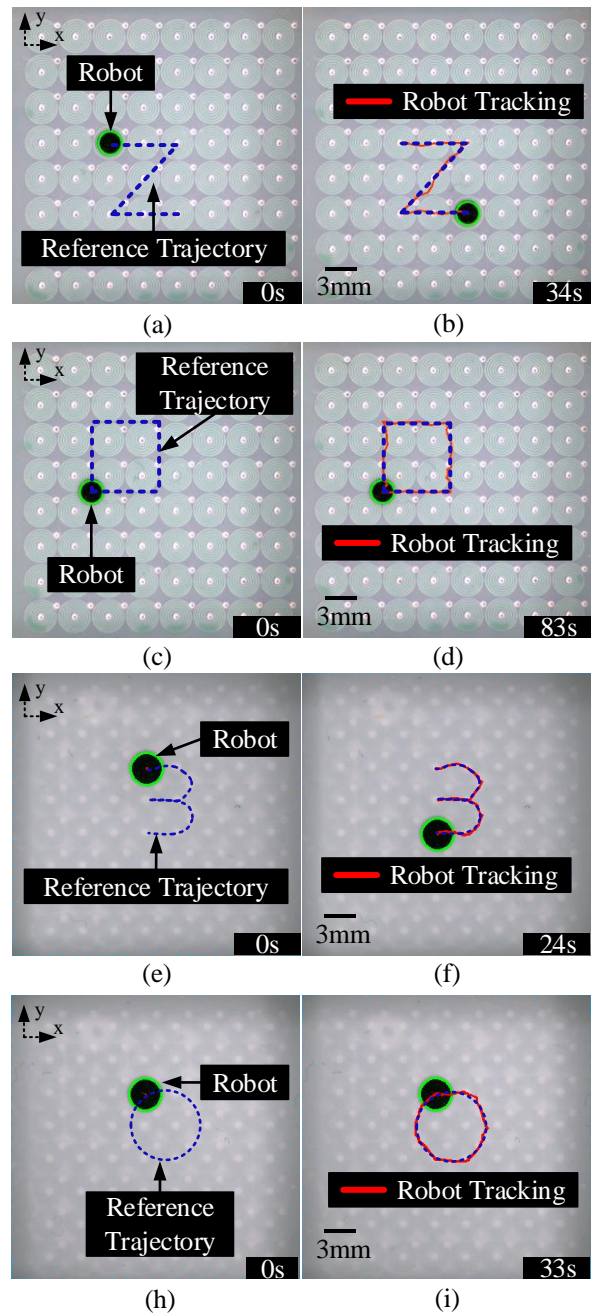 y
x
Robot
Reference Trajectory
0s
(a)
Robot Tracking
3mm
34s
(b)
y
x
Reference
Trajectory
Robot
0s
(c)
Robot Tracking
3mm
83s
(d)
y
x
Robot
Reference Trajectory
0s
(e)
Robot Tracking
3mm
24s
(f)
y
x
Robot
Reference
Trajectory
0s
(h)
Robot Tracking
3mm
33s
(i)